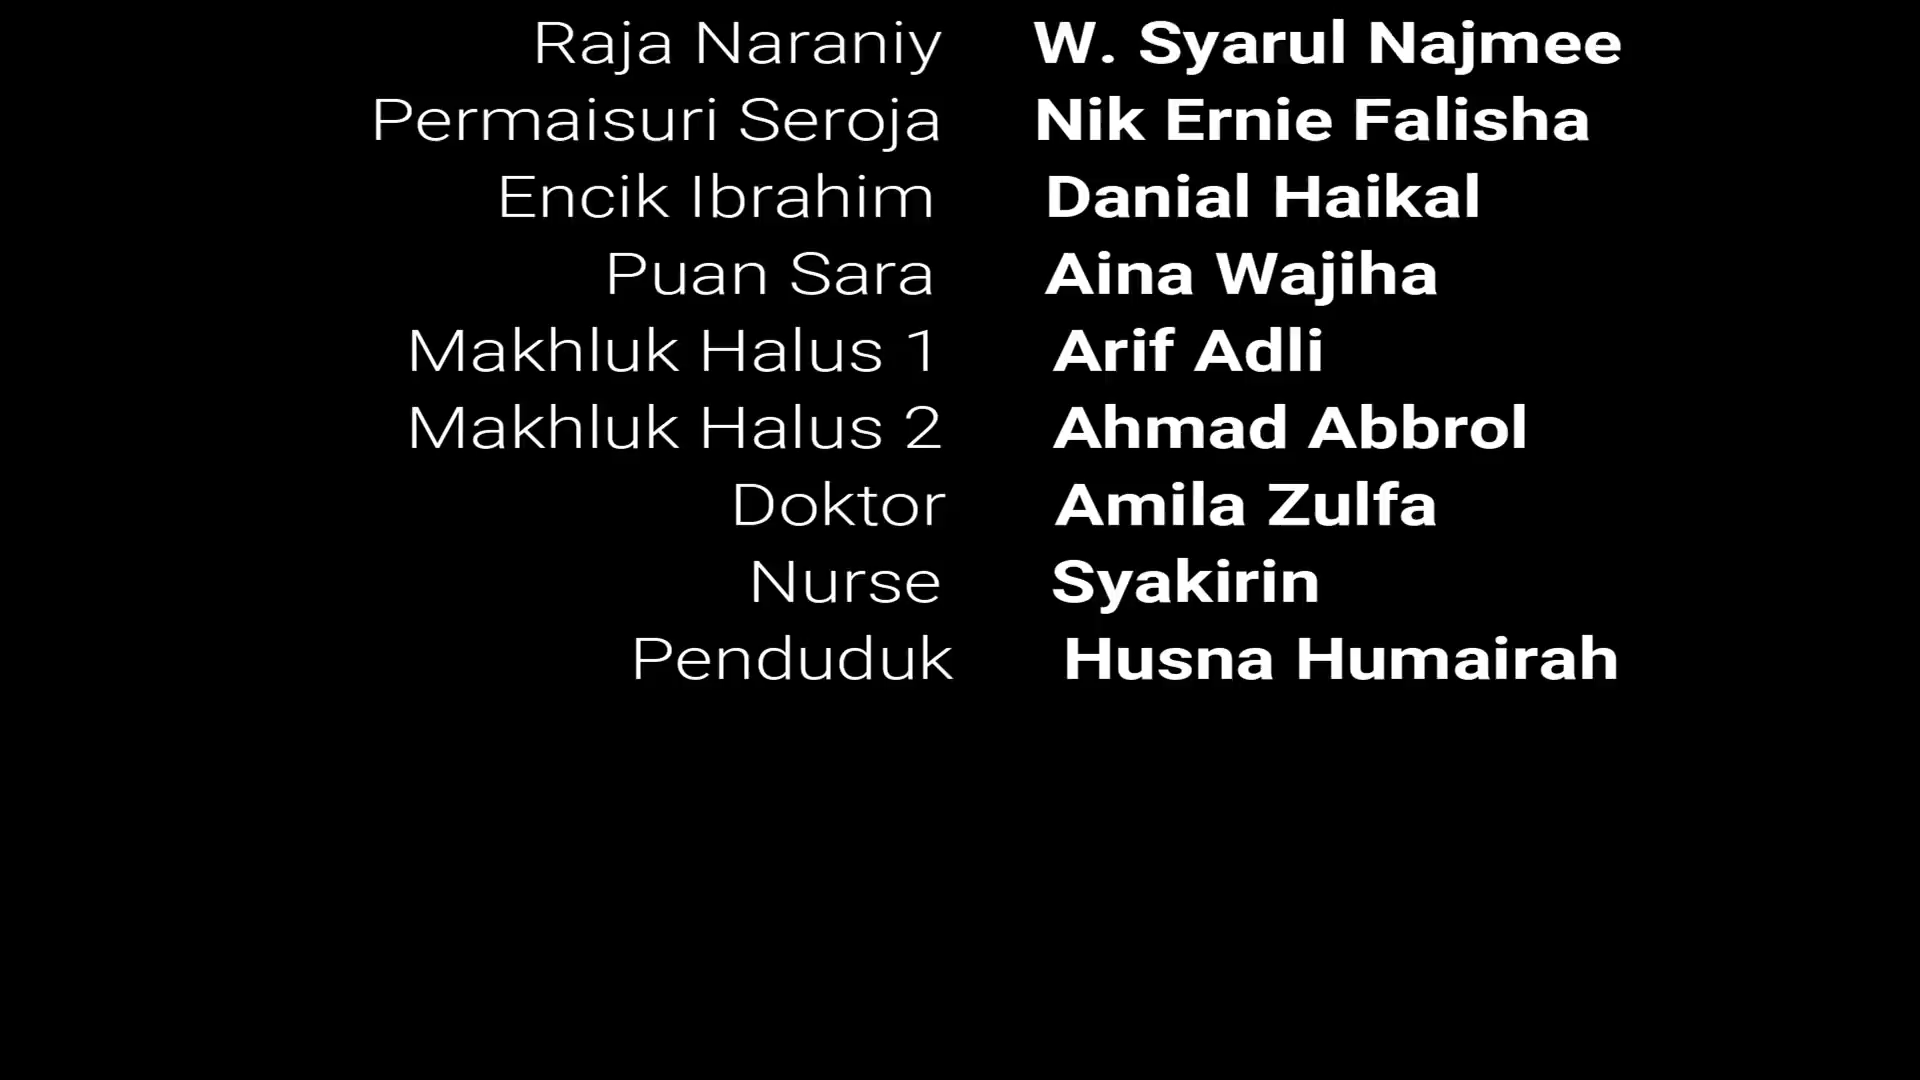 Raja Naraniy W. Syarul Najmee
Permaisuri Seroja Nik Ernie Falisha
Encik Ibrahim Danial Haikal
Puan Sara Aina Wajiha
Makhluk Halus 1 Arif Adli
Makhluk Halus 2 Ahmad Abbrol
Doktor Amila Zulfa
Nurse Syakirin
Penduduk Husna Humairah